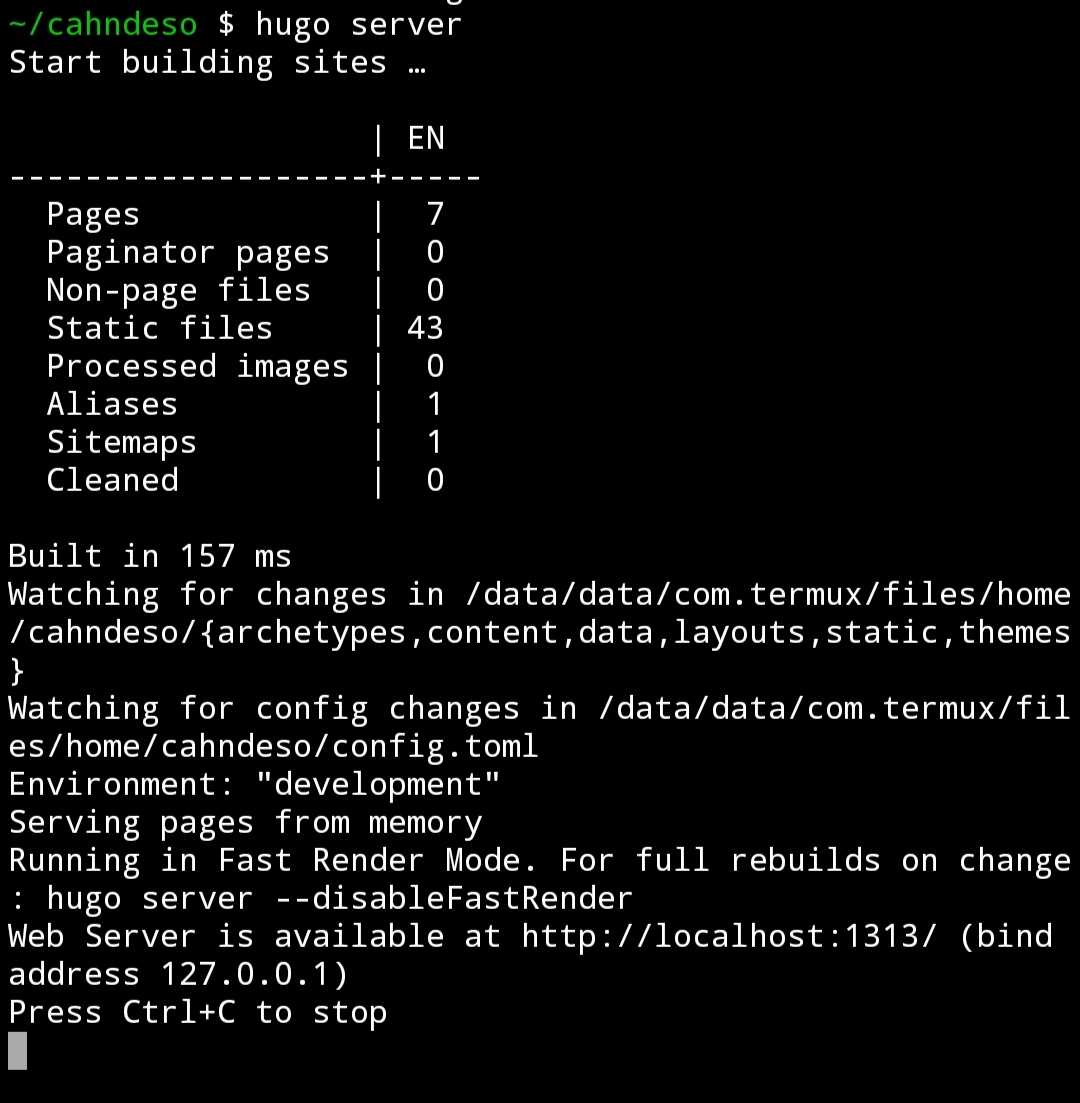 ~/cahndeso $ hugo server
Start building sites …
| EN
-------------------+-----
Pages | 7
Paginator pages | 0
Non-page files | 0
Static files | 43
Processed images | 0
Aliases | 1
Sitemaps | 1
Cleaned | 0
Built in 157 ms
Watching for changes in /data/data/com.termux/files/home
/cahndeso/{archetypes,content,data,layouts,static,themes
}
Watching for config changes in /data/data/com.termux/fil
es/home/cahndeso/config.toml
Environment: "development"
Serving pages from memory
Running in Fast Render Mode. For full rebuilds on change
: hugo server --disableFastRender
Web Server is available at http://localhost:1313/ (bind
address 127.0.0.1)
Press Ctrl+C to stop